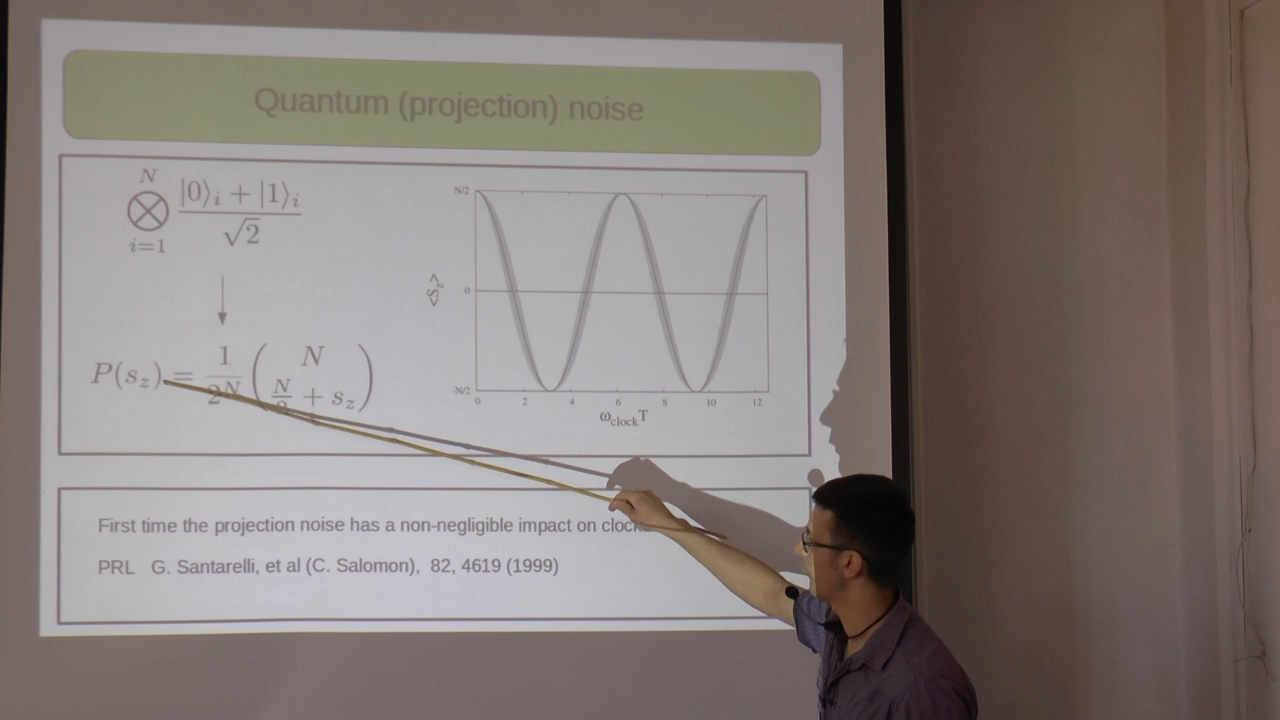 Quantum (projection) noise
N
⊗ |0⟩ᵢ + |1⟩ᵢ
i=1 √2
P(s_z) = 1/2^N (N over N/2 + s_z)
N/2
0
-N/2
<S_z>
0 2 4 6 8 10 12
ω_clock T
First time the projection noise has a non-negligible impact on
PRL G. Santarelli, et al (C. Salomon), 82, 4619 (1999)